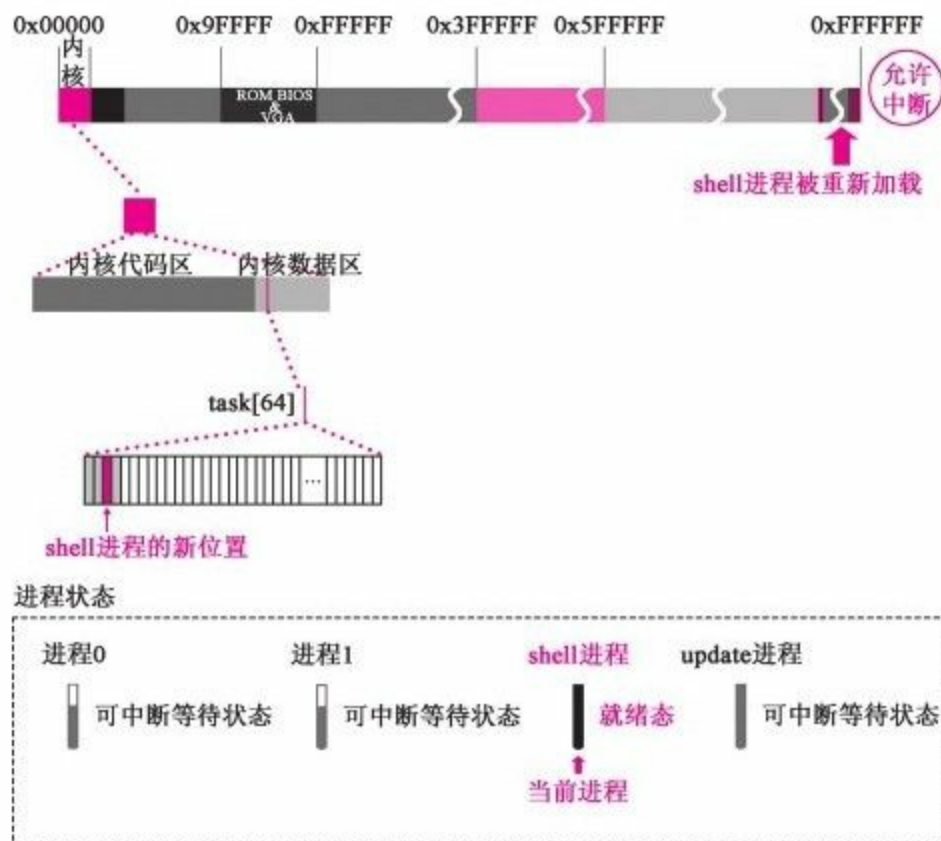 0x00000 0x9FFFF 0xFFFFF 0x3FFFFF 0x5FFFFF 0xFFFFFF
内核
ROM BIOS
&
VGA
允许
中断
shell进程被重新加载
内核代码区 内核数据区
task[64]
...
shell进程的新位置
进程状态
进程0 进程1 shell进程 update进程
可中断等待状态 可中断等待状态 就绪态 可中断等待状态
当前进程